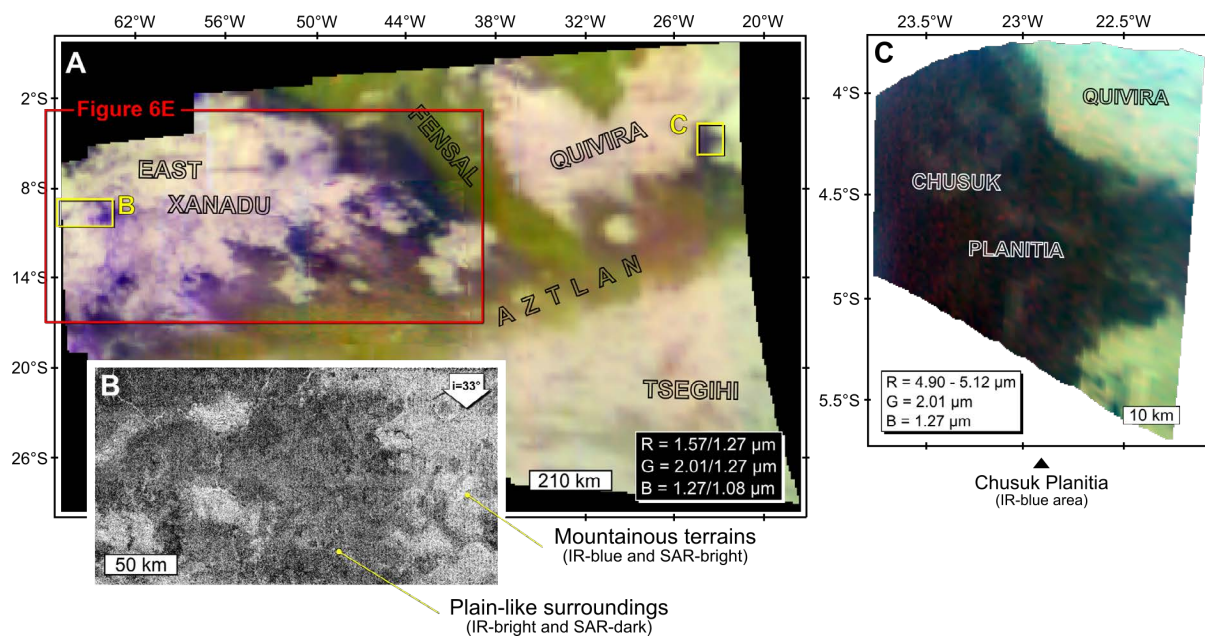 62°W 56°W 50°W 44°W 38°W 32°W 26°W 20°W
23.5°W 23°W 22.5°W
A
C
2°S
Figure 6E
FENSAL
QUIVIRA
C
QUIVIRA
4°S
EAST
8°S
XANADU
B
CHUSUK
4.5°S
PLANITIA
14°S
AZTLAN
5°S
20°S
B
i=33°
TSEGIHI
R = 4.90 - 5.12 µm
G = 2.01 µm
B = 1.27 µm
5.5°S
10 km
26°S
R = 1.57/1.27 µm
G = 2.01/1.27 µm
B = 1.27/1.08 µm
210 km
Chusuk Planitia
(IR-blue area)
Mountainous terrains
(IR-blue and SAR-bright)
50 km
Plain-like surroundings
(IR-bright and SAR-dark)